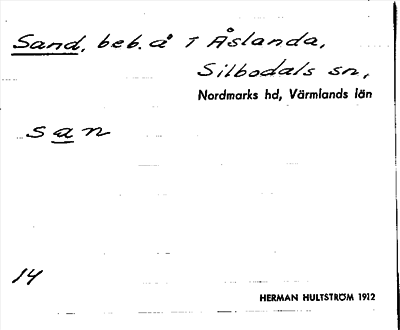 Sand, beb. å 1 Åslanda,
Silbodals sn,
Nordmarks hd, Värmlands län
san
14
HERMAN HULTSTRÖM 1912